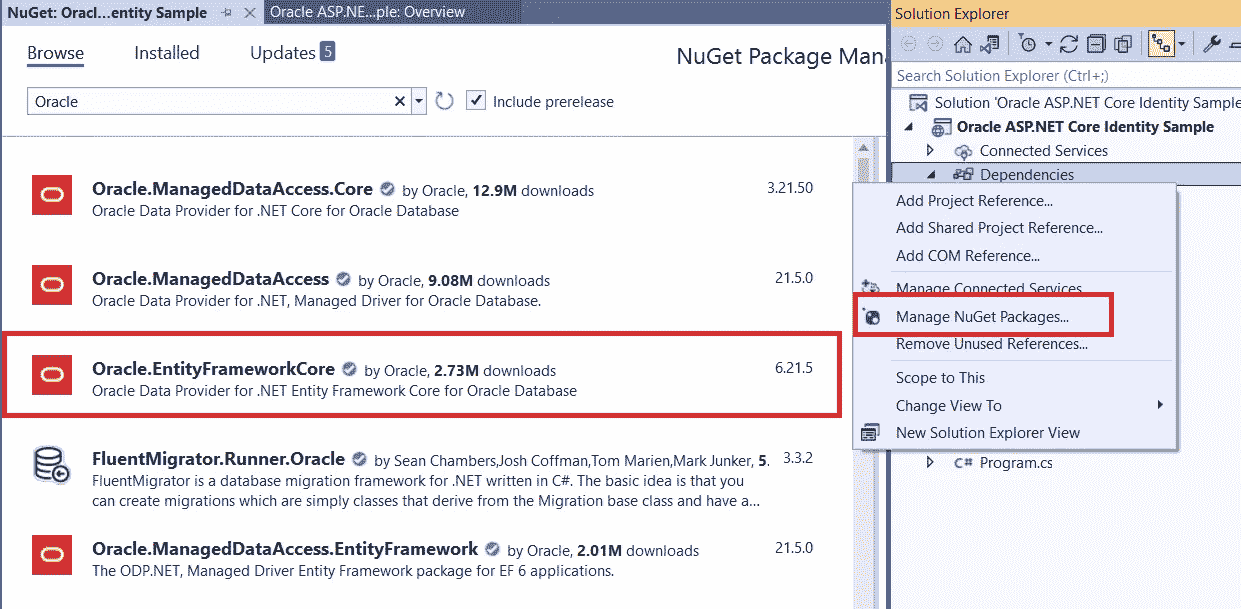 NuGet: Oracl...entity Sample
Oracle ASP.NE...ple: Overview
Browse
Installed
Updates 5
NuGet Package Man
Oracle
Include prerelease
Oracle.ManagedDataAccess.Core by Oracle, 12.9M downloads 3.21.50
Oracle Data Provider for .NET Core for Oracle Database
Oracle.ManagedDataAccess by Oracle, 9.08M downloads 21.5.0
Oracle Data Provider for .NET, Managed Driver for Oracle Database.
Oracle.EntityFrameworkCore by Oracle, 2.73M downloads 6.21.5
Oracle Data Provider for .NET Entity Framework Core for Oracle Database
FluentMigrator.Runner.Oracle by Sean Chambers,Josh Coffman,Tom Marien,Mark Junker, 5. 3.3.2
FluentMigrator is a database migration framework for .NET written in C#. The basic idea is that you
can create migrations which are simply classes that derive from the Migration base class and have a...
Oracle.ManagedDataAccess.EntityFramework by Oracle, 2.01M downloads 21.5.0
The ODP.NET, Managed Driver Entity Framework package for EF 6 applications.
Solution Explorer
Search Solution Explorer (Ctrl+;)
Solution 'Oracle ASP.NET Core Identity Sample
Oracle ASP.NET Core Identity Sample
Connected Services
Dependencies
Add Project Reference...
Add Shared Project Reference...
Add COM Reference...
Manage Connected Services
Manage NuGet Packages...
Remove Unused References...
Scope to This
Change View To
New Solution Explorer View
C# Program.cs